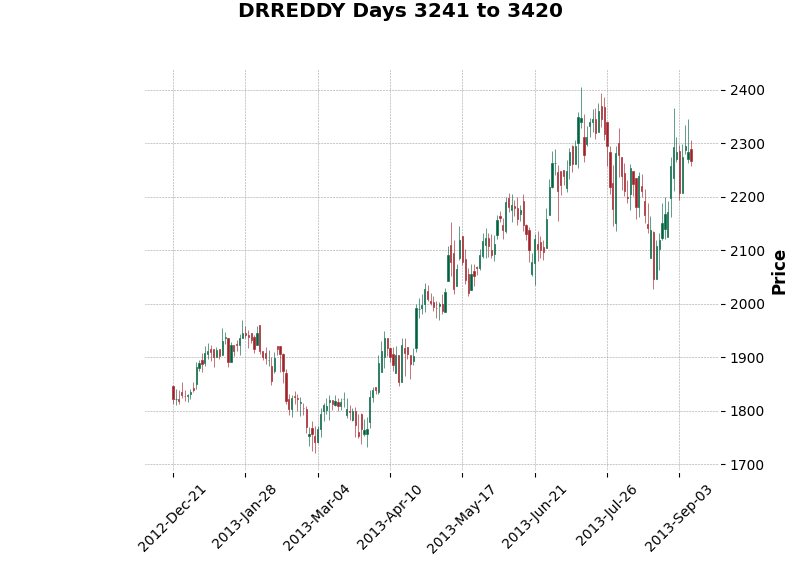 DRREDDY Days 3241 to 3420
2400
2300
2200
2100
2000
1900
1800
1700
Price
2012-Dec-21
2013-Jan-28
2013-Mar-04
2013-Apr-10
2013-May-17
2013-Jun-21
2013-Jul-26
2013-Sep-03